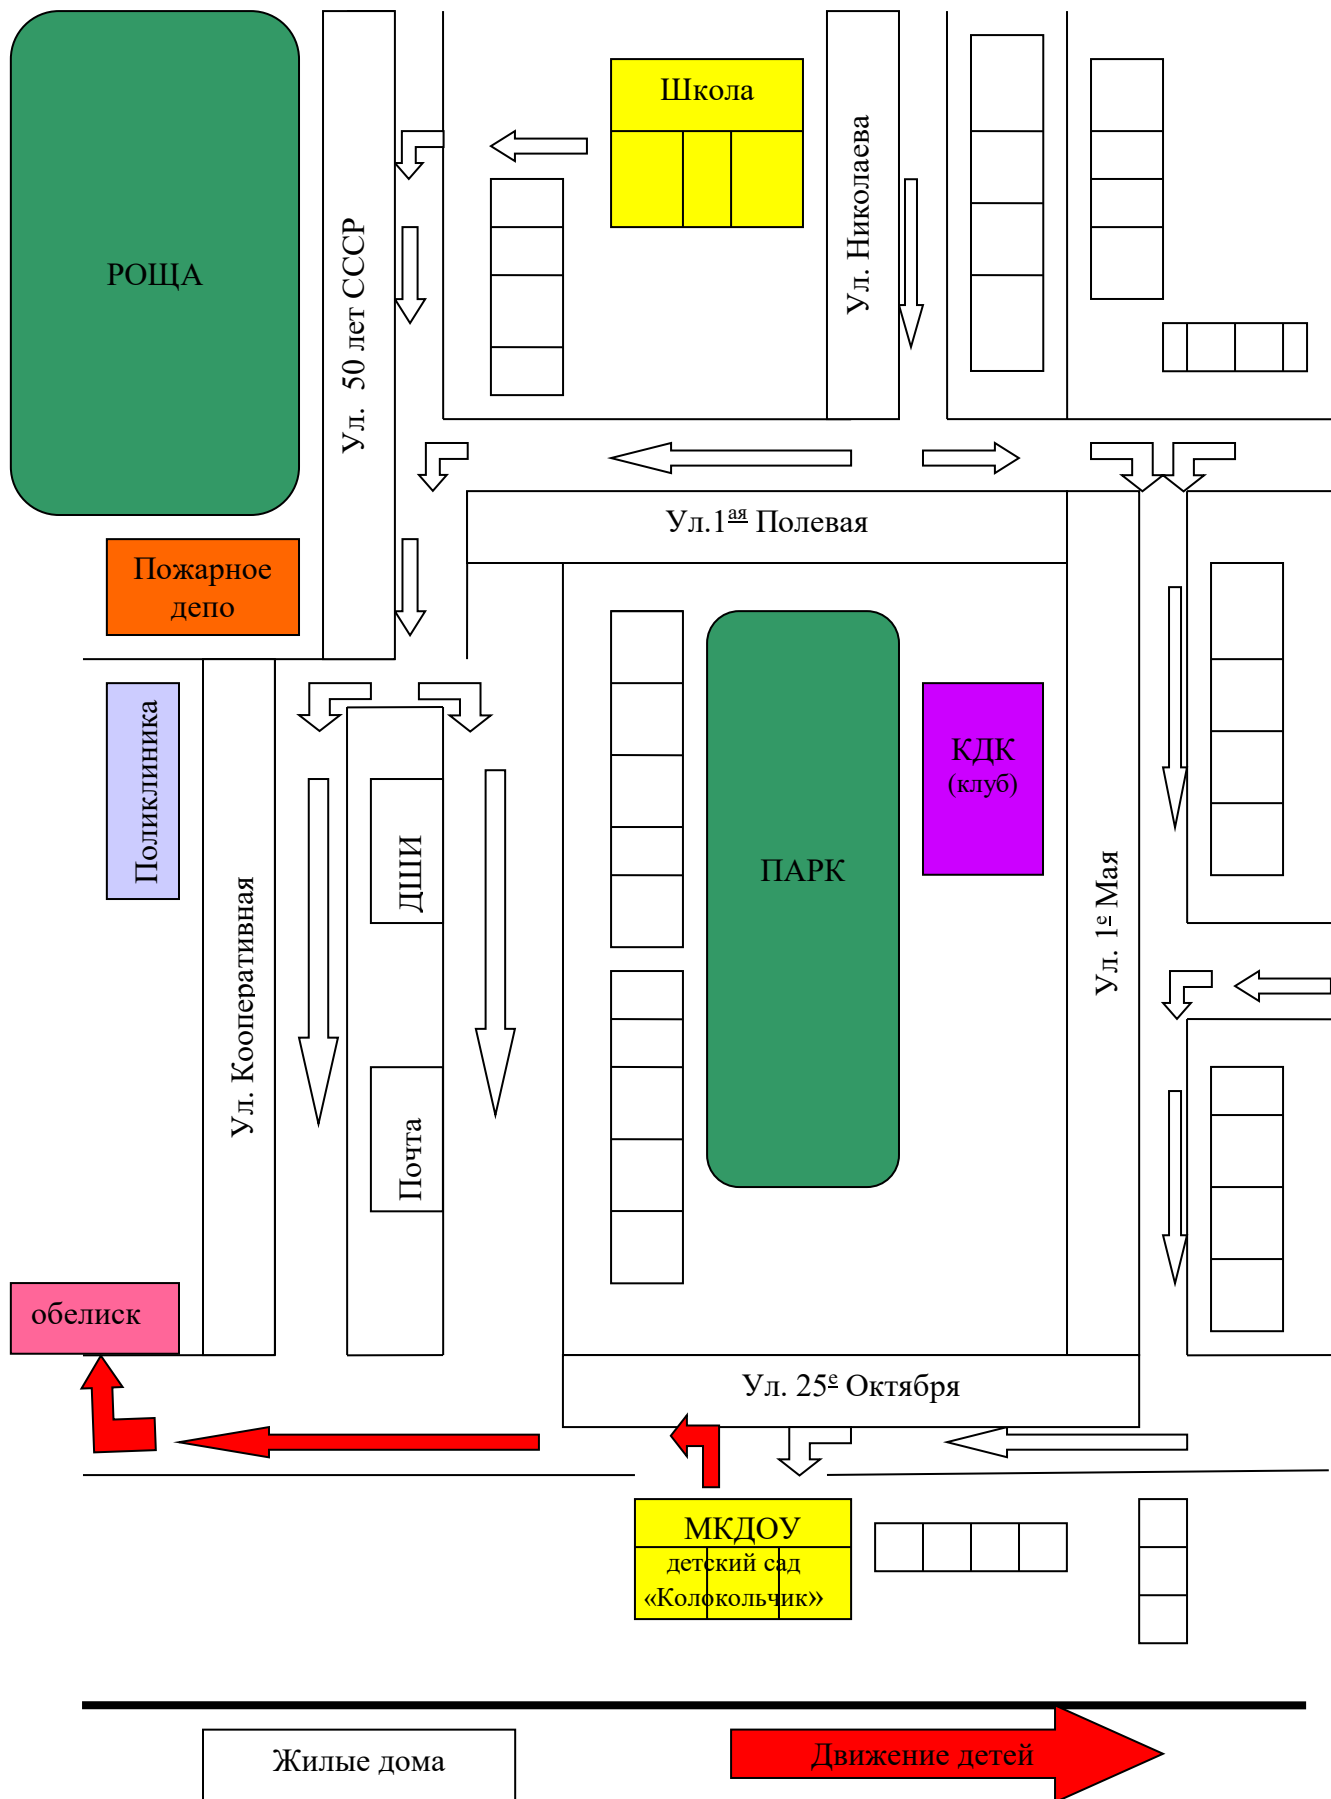 Школа
Ул. Николаева
РОЩА
Ул. 50 лет СССР
Ул.1ая Полевая
Пожарное
депо
Поликлиника
КДК
(клуб)
ДШИ
ПАРК
Ул. 1е Мая
Ул. Кооперативная
Почта
обелиск
Ул. 25е Октября
МКДОУ
детский сад
«Колокольчик»
Жилые дома
Движение детей